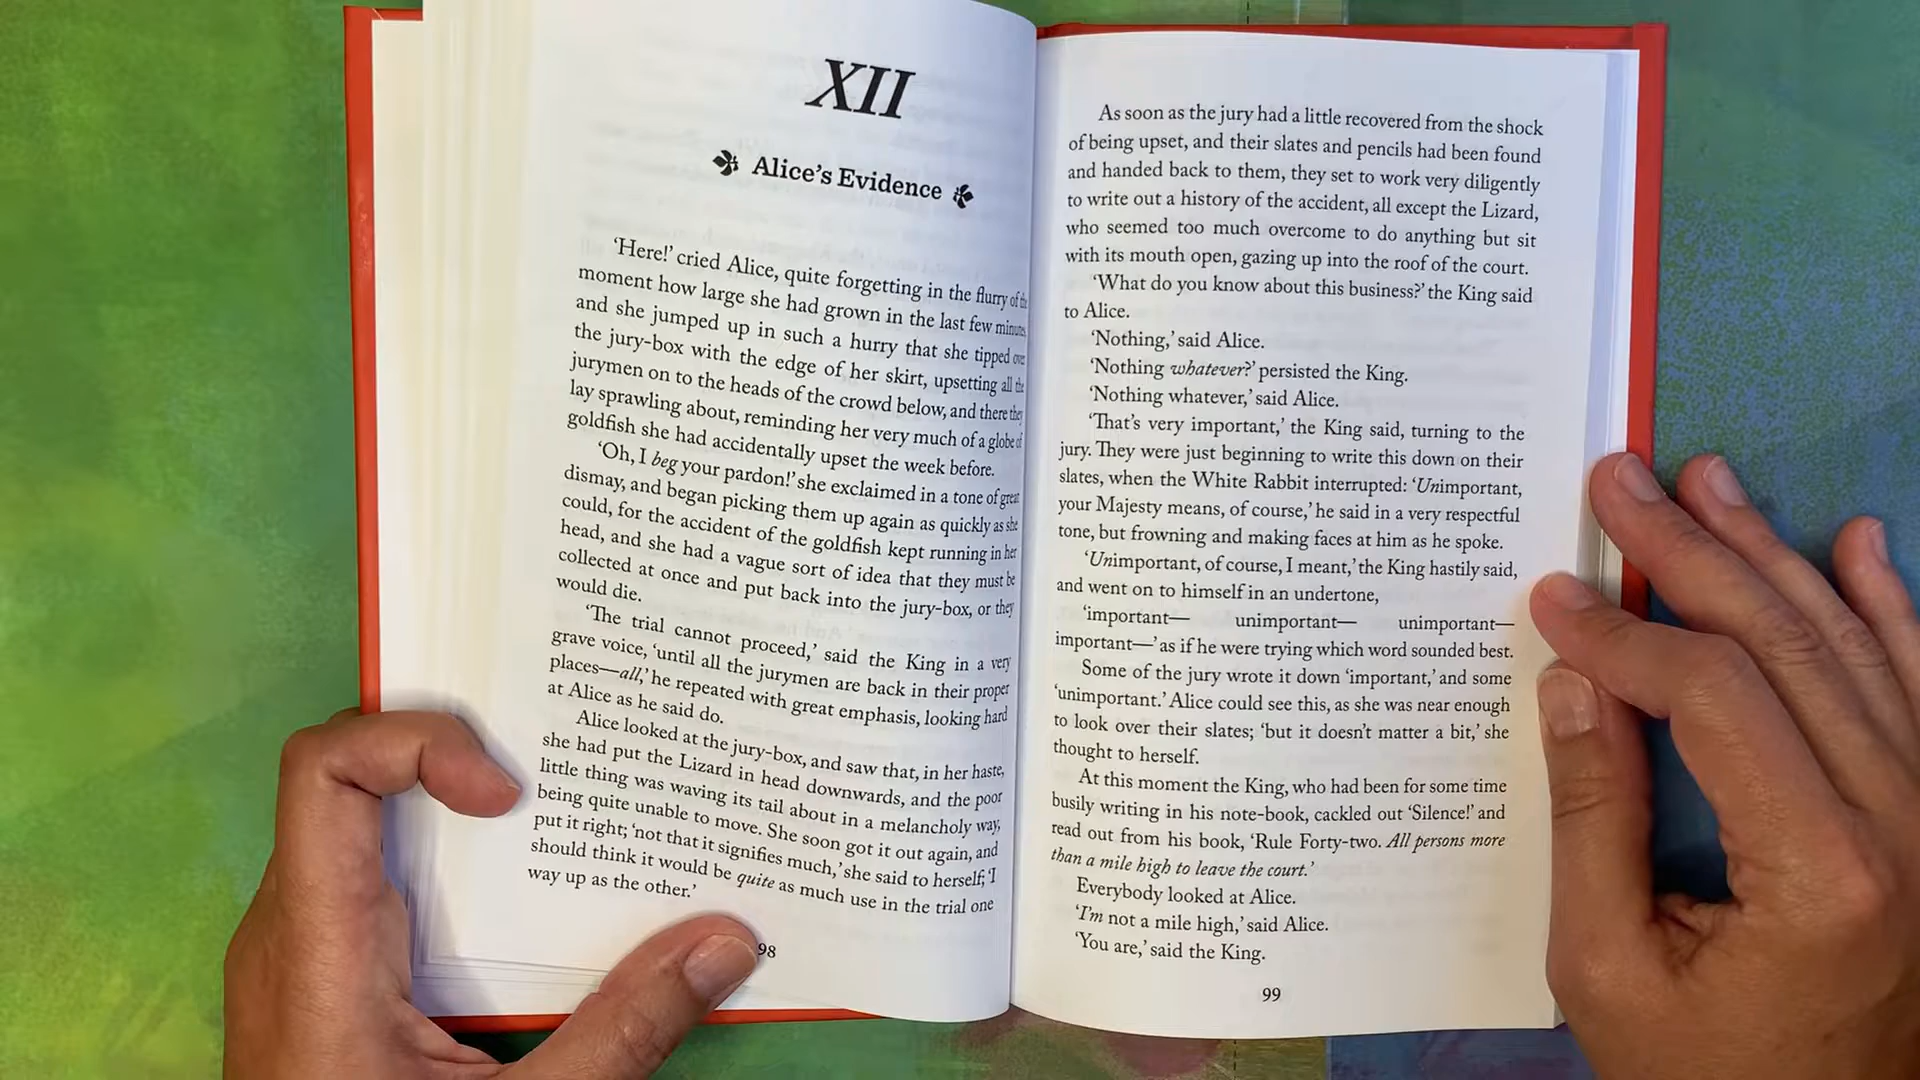 XII
Alice's Evidence
'Here!' cried Alice, quite forgetting in the flurry of the
moment how large she had grown in the last few minutes,
and she jumped up in such a hurry that she tipped over
the jury-box with the edge of her skirt, upsetting all the
jurymen on to the heads of the crowd below, and there they
lay sprawling about, reminding her very much of a globe of
goldfish she had accidentally upset the week before.
'Oh, I beg your pardon!' she exclaimed in a tone of great
dismay, and began picking them up again as quickly as she
could, for the accident of the goldfish kept running in her
head, and she had a vague sort of idea that they must be
collected at once and put back into the jury-box, or they
would die.
'The trial cannot proceed,' said the King in a very
grave voice, 'until all the jurymen are back in their proper
places—all,' he repeated with great emphasis, looking hard
at Alice as he said do.
Alice looked at the jury-box, and saw that, in her haste,
she had put the Lizard in head downwards, and the poor
little thing was waving its tail about in a melancholy way,
being quite unable to move. She soon got it out again, and
put it right; 'not that it signifies much,' she said to herself; 'I
should think it would be quite as much use in the trial one
way up as the other.'
98
As soon as the jury had a little recovered from the shock
of being upset, and their slates and pencils had been found
and handed back to them, they set to work very diligently
to write out a history of the accident, all except the Lizard,
who seemed too much overcome to do anything but sit
with its mouth open, gazing up into the roof of the court.
'What do you know about this business?' the King said
to Alice.
'Nothing,' said Alice.
'Nothing whatever?' persisted the King.
'Nothing whatever,' said Alice.
'That's very important,' the King said, turning to the
jury. They were just beginning to write this down on their
slates, when the White Rabbit interrupted: 'Unimportant,
your Majesty means, of course,' he said in a very respectful
tone, but frowning and making faces at him as he spoke.
'Unimportant, of course, I meant,' the King hastily said,
and went on to himself in an undertone,
'important— unimportant— unimportant—
important—' as if he were trying which word sounded best.
Some of the jury wrote it down 'important,' and some
'unimportant.' Alice could see this, as she was near enough
to look over their slates; 'but it doesn't matter a bit,' she
thought to herself.
At this moment the King, who had been for some time
busily writing in his note-book, cackled out 'Silence!' and
read out from his book, 'Rule Forty-two. All persons more
than a mile high to leave the court.'
Everybody looked at Alice.
'I'm not a mile high,' said Alice.
'You are,' said the King.
99